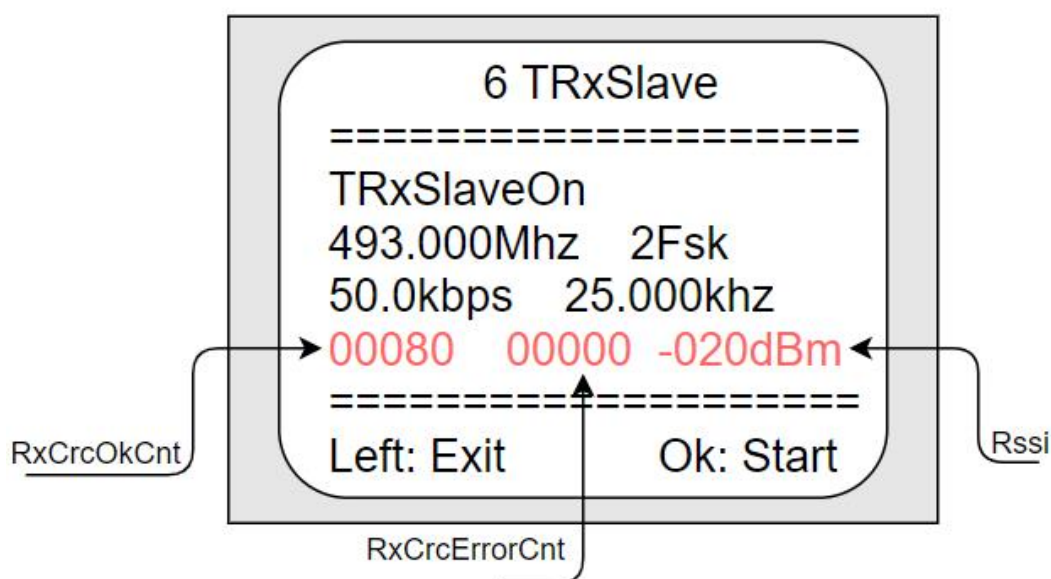 6 TRxSlave
====================
TRxSlaveOn
493.000Mhz 2Fsk
50.0kbps 25.000khz
00080 00000 -020dBm
====================
Left: Exit Ok: Start
RxCrcOkCnt
Rssi
RxCrcErrorCnt